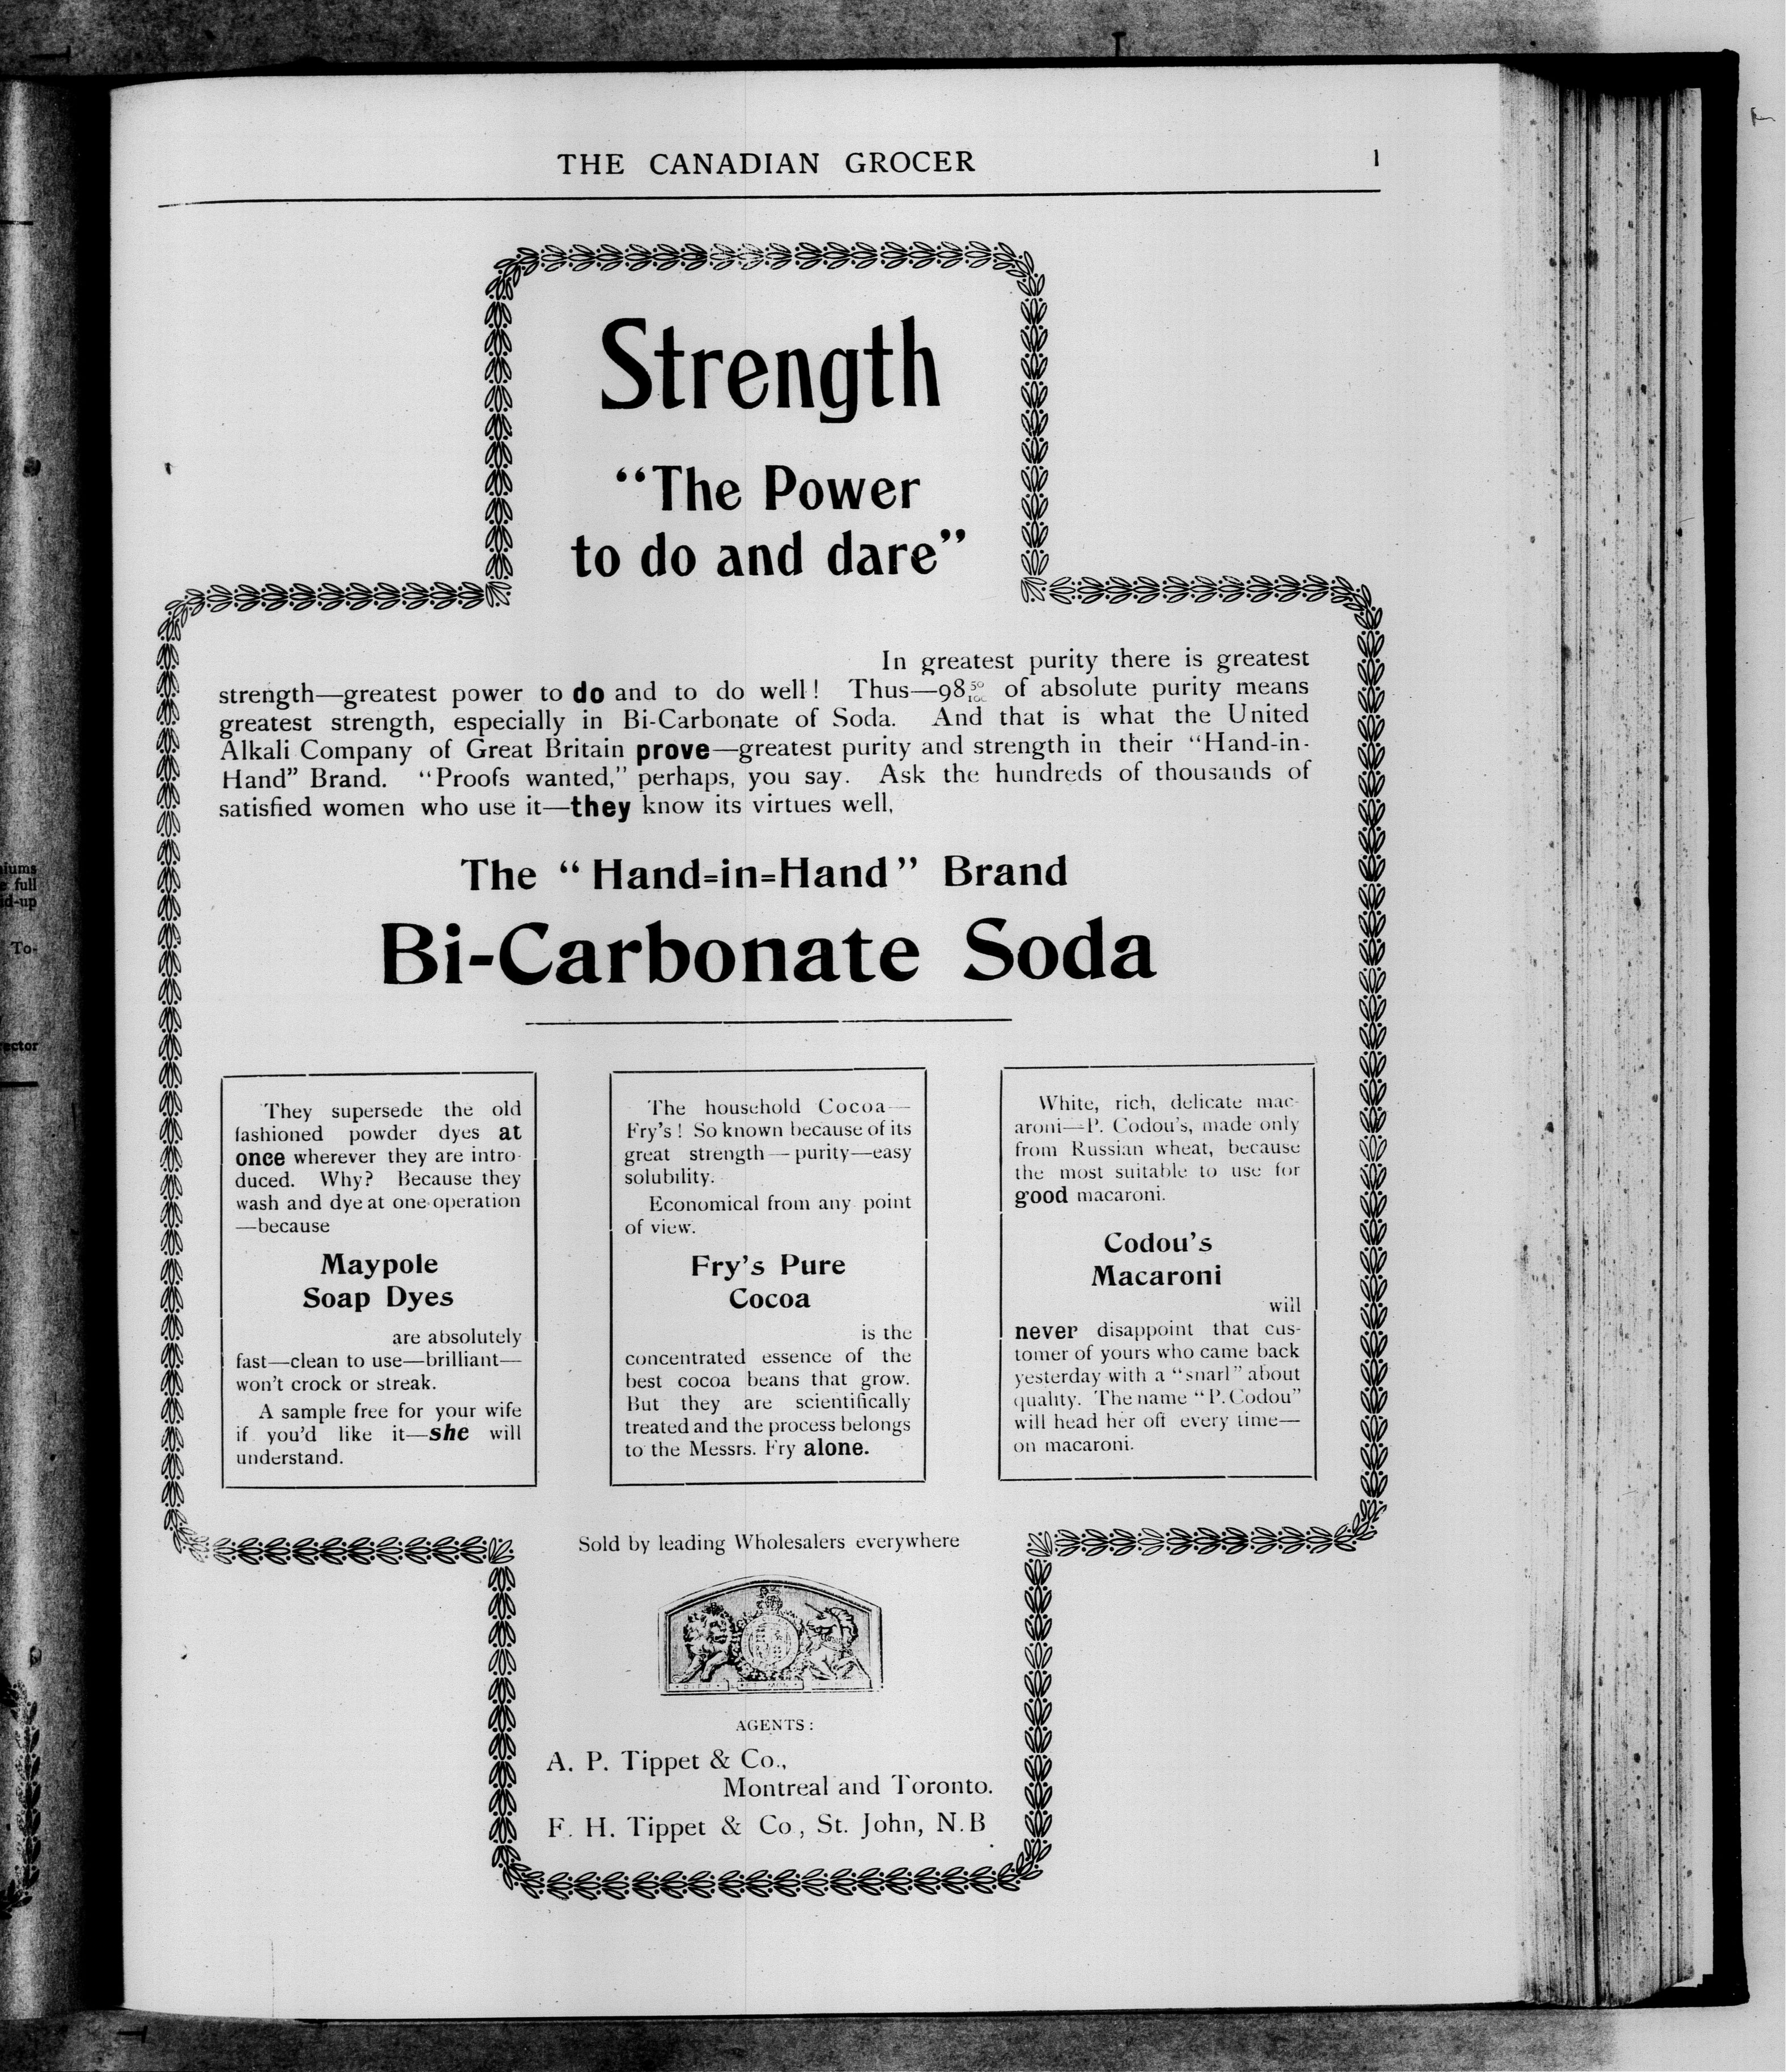 THE CANADIAN GROCER
1
Strength
“The Power
to do and dare”
In greatest purity there is greatest
strength—greatest power to do and to do well! Thus—98 50/100 of absolute purity means
greatest strength, especially in Bi-Carbonate of Soda. And that is what the United
Alkali Company of Great Britain prove—greatest purity and strength in their “Hand-in-
Hand” Brand. “Proofs wanted,” perhaps, you say. Ask the hundreds of thousands of
satisfied women who use it—they know its virtues well,
The “Hand-in-Hand” Brand
Bi-Carbonate Soda
They supersede the old
fashioned powder dyes at
once wherever they are intro-
duced. Why? Because they
wash and dye at one operation
—because
Maypole
Soap Dyes
are absolutely
fast—clean to use—brilliant—
won’t crock or streak.
A sample free for your wife
if you’d like it—she will
understand.
The household Cocoa—
Fry’s! So known because of its
great strength—purity—easy
solubility.
Economical from any point
of view.
Fry’s Pure
Cocoa
is the
concentrated essence of the
best cocoa beans that grow.
But they are scientifically
treated and the process belongs
to the Messrs. Fry alone.
White, rich, delicate mac-
aroni—P. Codou’s, made only
from Russian wheat, because
the most suitable to use for
good macaroni.
Codou’s
Macaroni
will
never disappoint that cus-
tomer of yours who came back
yesterday with a “snarl” about
quality. The name “P. Codou”
will head her off every time—
on macaroni.
Sold by leading Wholesalers everywhere
AGENTS:
A. P. Tippet & Co.,
Montreal and Toronto.
F. H. Tippet & Co., St. John, N.B
niums
full
id-up
To-
rector